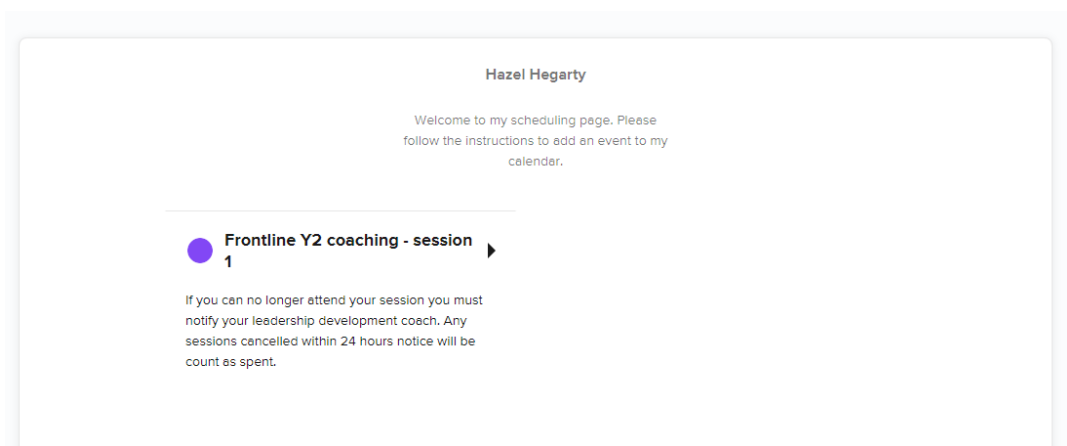 Hazel Hegarty
Welcome to my scheduling page. Please
follow the instructions to add an event to my
calendar.
Frontline Y2 coaching - session
1
If you can no longer attend your session you must
notify your leadership development coach. Any
sessions cancelled within 24 hours notice will be
count as spent.